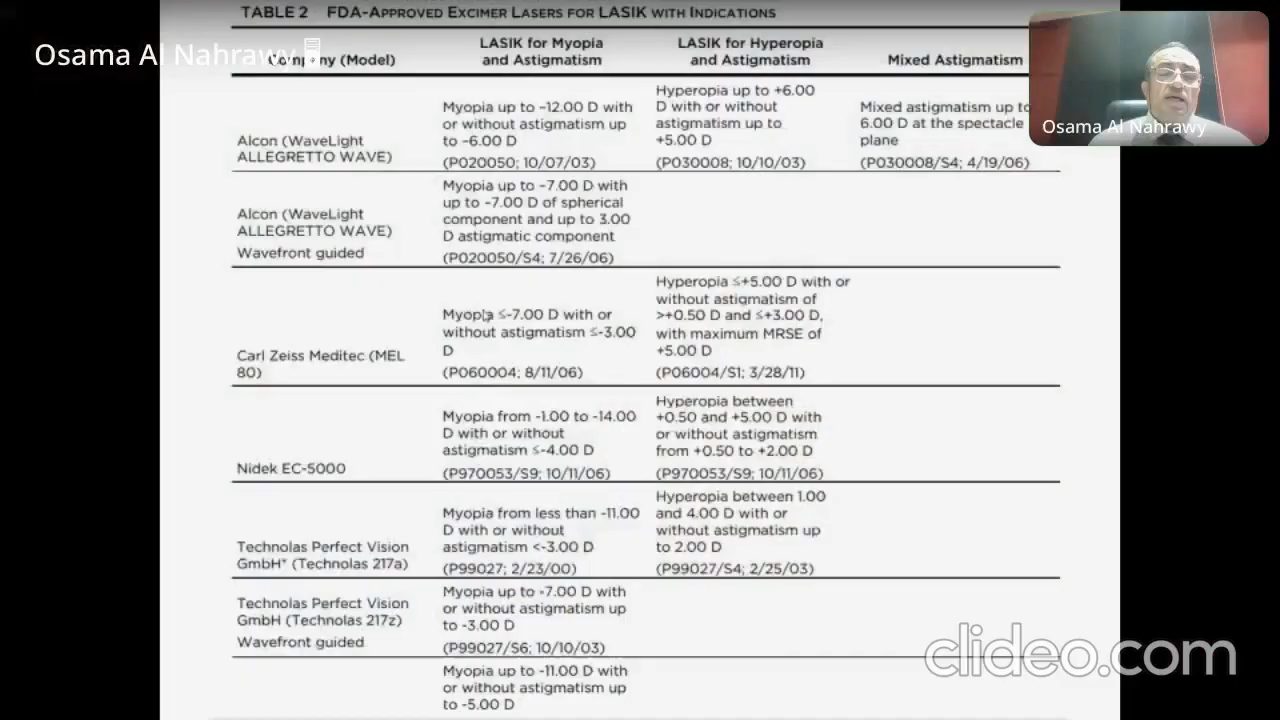 TABLE 2 FDA-APPROVED EXCIMER LASERS FOR LASIK WITH INDICATIONS
Osama Al Nahrawy
Company (Model)
LASIK for Myopia
and Astigmatism
LASIK for Hyperopia
and Astigmatism
Mixed Astigmatism
Osama Al Nahrawy
Alcon (WaveLight
ALLEGRETTO WAVE)
Myopia up to –12.00 D with
or without astigmatism up
to –6.00 D
(P020050; 10/07/03)
Hyperopia up to +6.00
D with or without
astigmatism up to
+5.00 D
(P030008; 10/10/03)
Mixed astigmatism up to
6.00 D at the spectacle
plane
(P030008/S4; 4/19/06)
Alcon (WaveLight
ALLEGRETTO WAVE)
Wavefront guided
Myopia up to –7.00 D with
up to –7.00 D of spherical
component and up to 3.00
D astigmatic component
(P020050/S4; 7/26/06)
Carl Zeiss Meditec (MEL
80)
Myopia ≤-7.00 D with or
without astigmatism ≤-3.00
D
(P060004; 8/11/06)
Hyperopia ≤+5.00 D with or
without astigmatism of
>+0.50 D and ≤+3.00 D,
with maximum MRSE of
+5.00 D
(P06004/S1; 3/28/11)
Nidek EC-5000
Myopia from -1.00 to -14.00
D with or without
astigmatism ≤-4.00 D
(P970053/S9; 10/11/06)
Hyperopia between
+0.50 and +5.00 D with
or without astigmatism
from +0.50 to +2.00 D
(P970053/S9; 10/11/06)
Technolas Perfect Vision
GmbH* (Technolas 217a)
Myopia from less than -11.00
D with or without
astigmatism <-3.00 D
(P99027; 2/23/00)
Hyperopia between 1.00
and 4.00 D with or
without astigmatism up
to 2.00 D
(P99027/S4; 2/25/03)
Technolas Perfect Vision
GmbH (Technolas 217z)
Wavefront guided
Myopia up to -7.00 D with
or without astigmatism up
to -3.00 D
(P99027/S6; 10/10/03)
Myopia up to -11.00 D with
or without astigmatism up
to -5.00 D
clideo.com